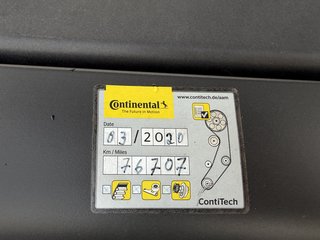 Continental
The Future in Motion
www.contitech.de/aam
Date
03/2020
Km / Miles
76707
ContiTech